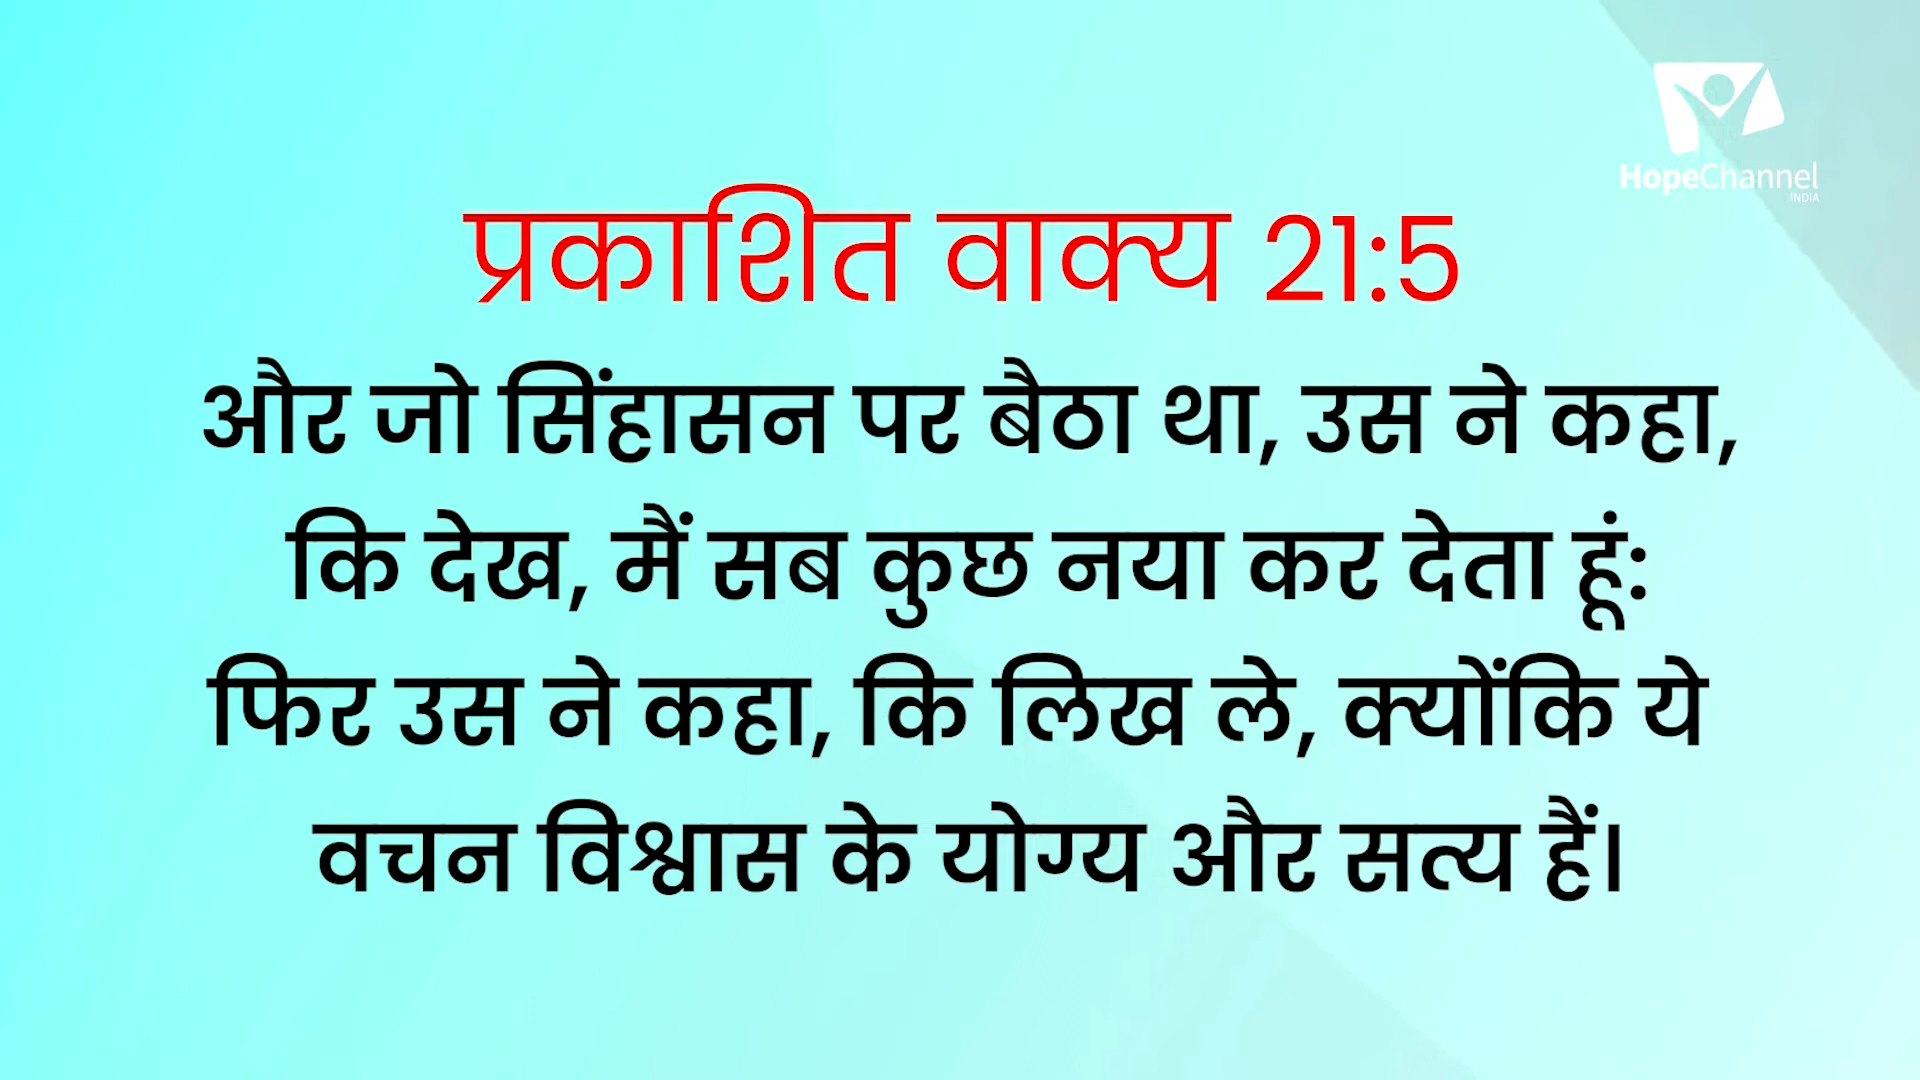 HopeChannel
INDIA
प्रकाशित वाक्य 21:5
और जो सिंहासन पर बैठा था, उस ने कहा,
कि देख, मैं सब कुछ नया कर देता हूं:
फिर उस ने कहा, कि लिख ले, क्योंकि ये
वचन विश्वास के योग्य और सत्य हैं।